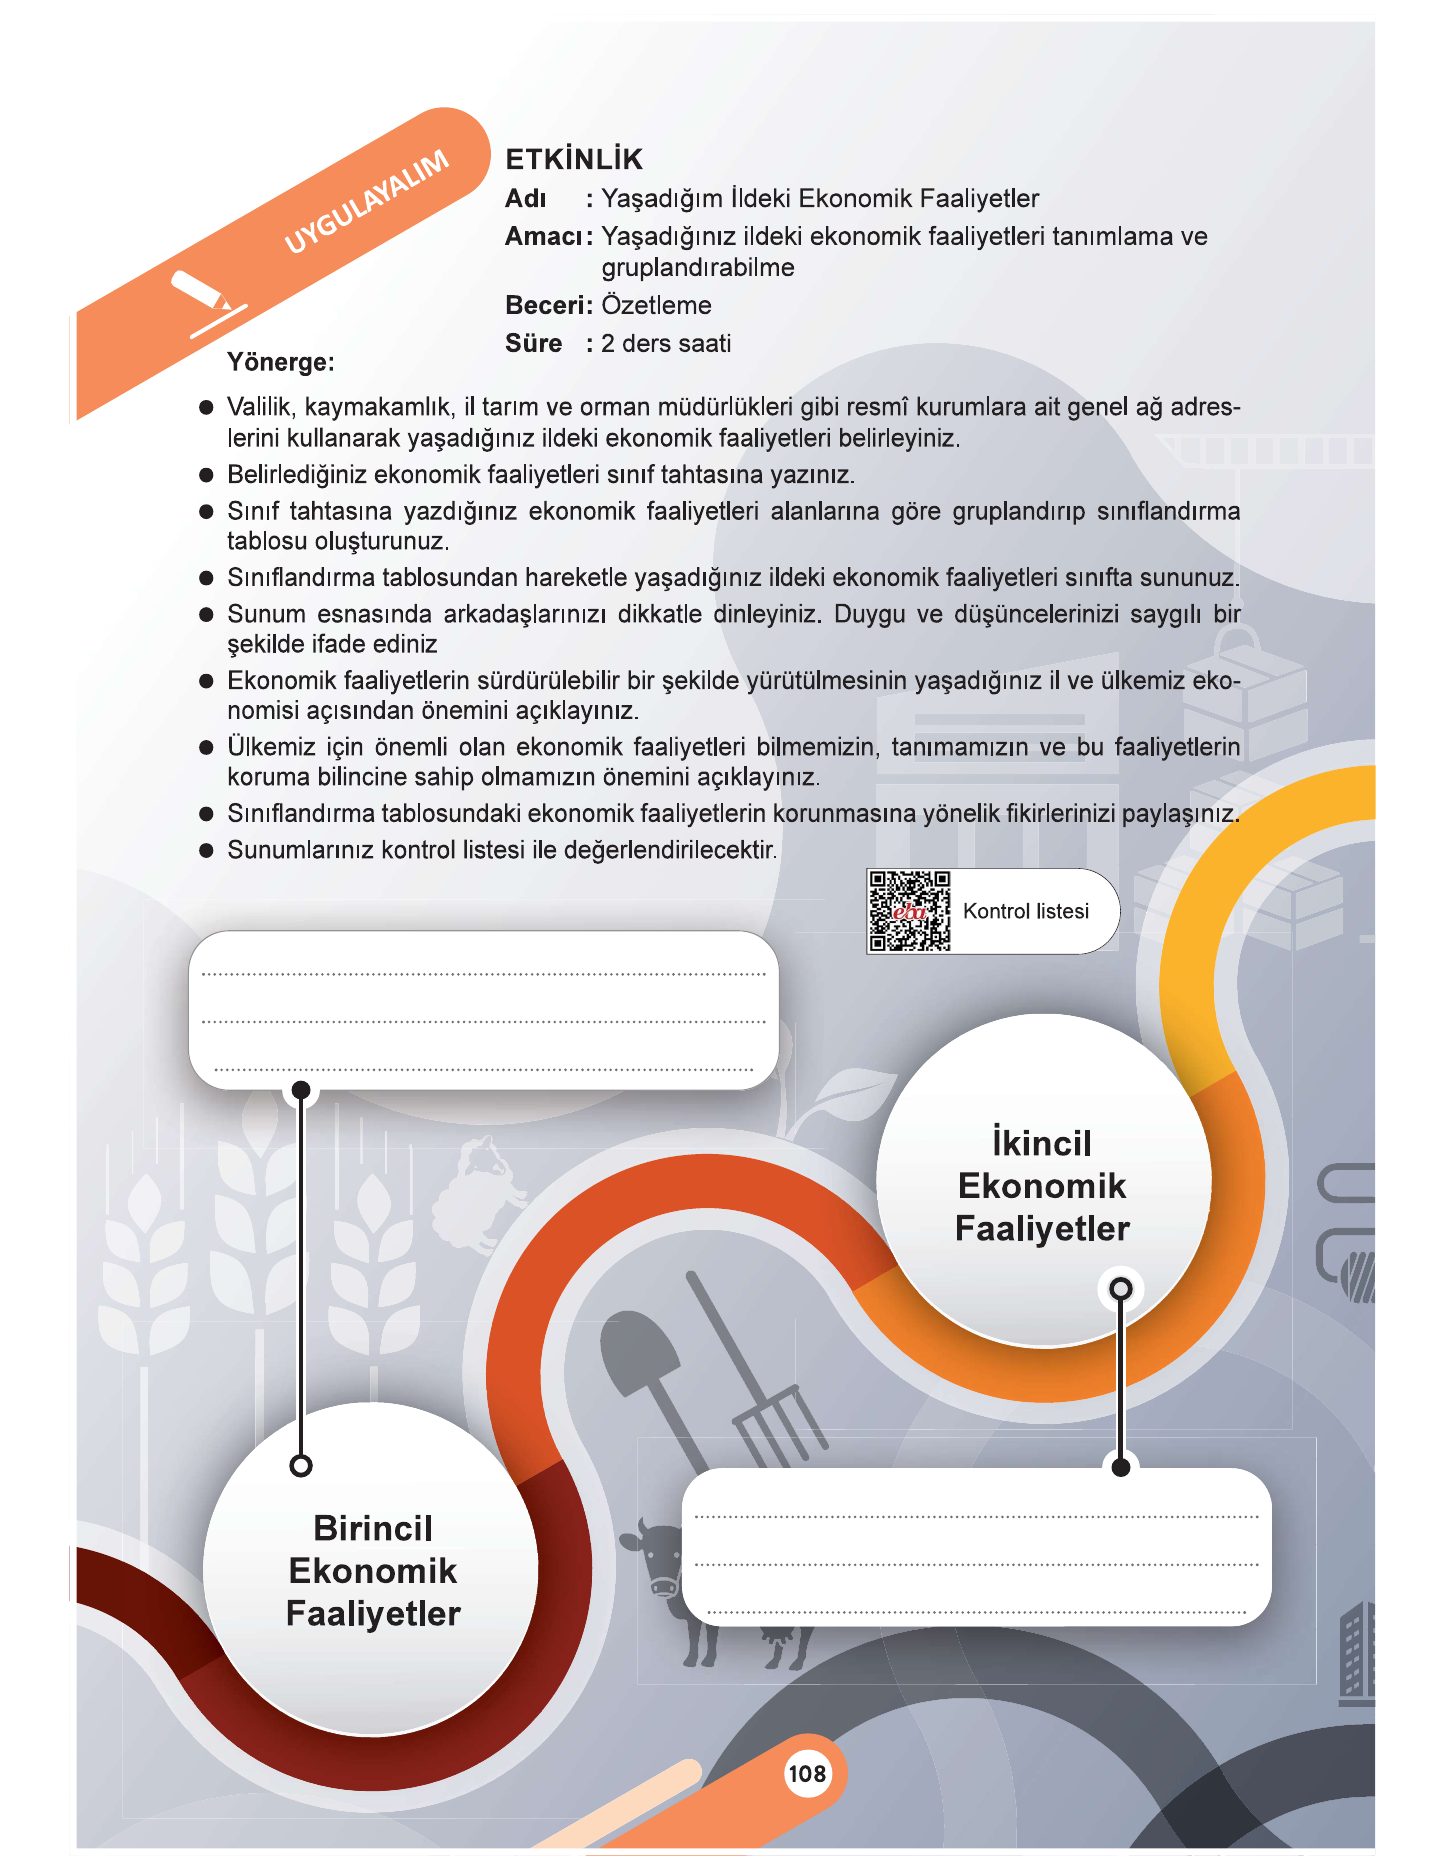 UYGULAYALIM
ETKİNLİK
Adı : Yaşadığım İldeki Ekonomik Faaliyetler
Amacı: Yaşadığınız ildeki ekonomik faaliyetleri tanımlama ve
gruplandırabilme
Beceri: Özetleme
Süre : 2 ders saati
Yönerge:
● Valilik, kaymakamlık, il tarım ve orman müdürlükleri gibi resmî kurumlara ait genel ağ adres-
lerini kullanarak yaşadığınız ildeki ekonomik faaliyetleri belirleyiniz.
● Belirlediğiniz ekonomik faaliyetleri sınıf tahtasına yazınız.
● Sınıf tahtasına yazdığınız ekonomik faaliyetleri alanlarına göre gruplandırıp sınıflandırma
tablosu oluşturunuz.
● Sınıflandırma tablosundan hareketle yaşadığınız ildeki ekonomik faaliyetleri sınıfta sununuz.
● Sunum esnasında arkadaşlarınızı dikkatle dinleyiniz. Duygu ve düşüncelerinizi saygılı bir
şekilde ifade ediniz
● Ekonomik faaliyetlerin sürdürülebilir bir şekilde yürütülmesinin yaşadığınız il ve ülkemiz eko-
nomisi açısından önemini açıklayınız.
● Ülkemiz için önemli olan ekonomik faaliyetleri bilmemizin, tanımamızın ve bu faaliyetlerin
koruma bilincine sahip olmamızın önemini açıklayınız.
● Sınıflandırma tablosundaki ekonomik faaliyetlerin korunmasına yönelik fikirlerinizi paylaşınız.
● Sunumlarınız kontrol listesi ile değerlendirilecektir.
eba
Kontrol listesi
İkincil
Ekonomik
Faaliyetler
Birincil
Ekonomik
Faaliyetler
108